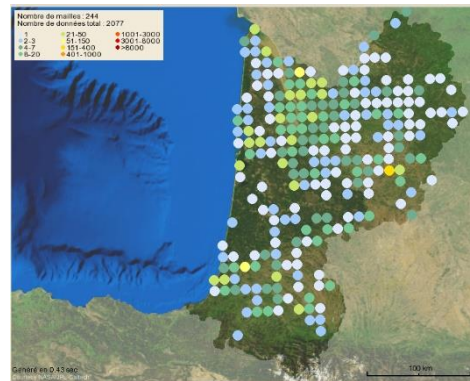 Nombre de mailles : 244
Nombre de données total : 2077
1 21-50 1001-3000
2-3 51-150 3001-8000
4-7 151-400 >8000
8-20 401-1000
Généré en 0.43 sec
100 km